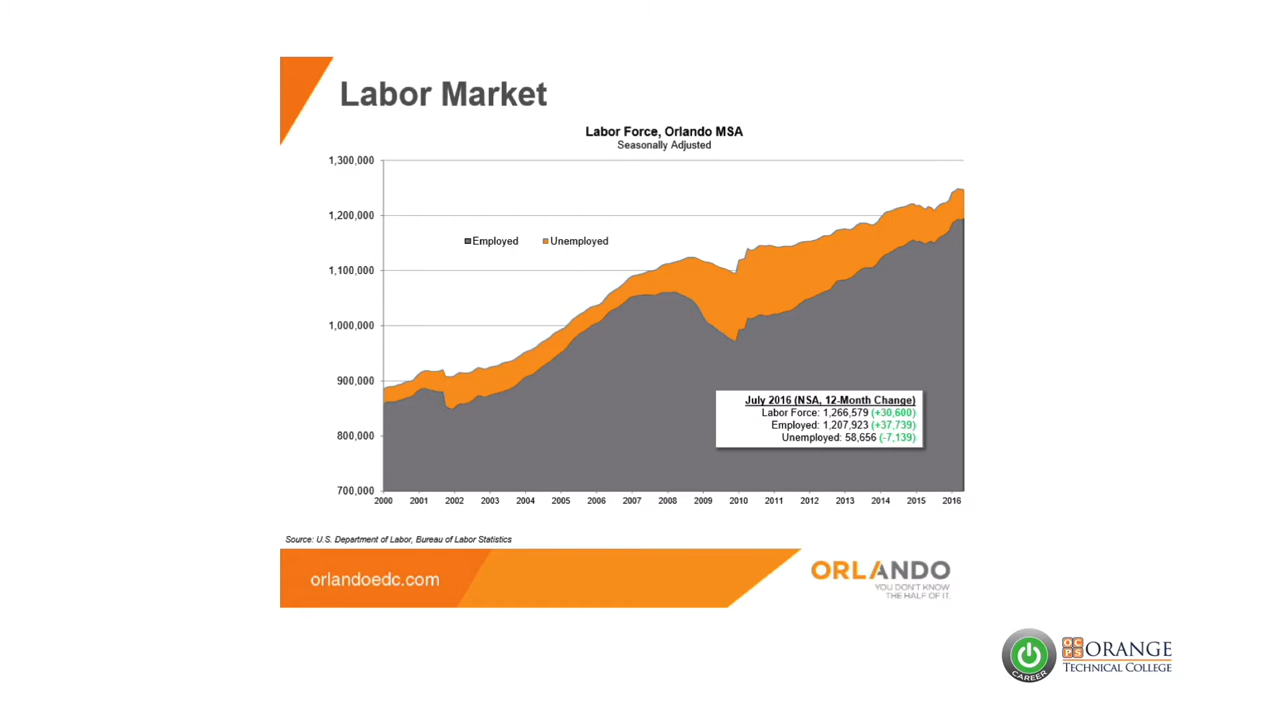 Labor Market
Labor Force, Orlando MSA
Seasonally Adjusted
1,300,000
1,200,000
1,100,000
1,000,000
900,000
800,000
700,000
Employed Unemployed
July 2016 (NSA, 12-Month Change)
Labor Force: 1,266,579 (+30,600)
Employed: 1,207,923 (+37,739)
Unemployed: 58,656 (-7,139)
2000 2001 2002 2003 2004 2005 2006 2007 2008 2009 2010 2011 2012 2013 2014 2015 2016
Source: U.S. Department of Labor, Bureau of Labor Statistics
orlandoedc.com
ORLANDO
YOU DON'T KNOW
THE HALF OF IT.
CAREER
OC
PS
ORANGE
TECHNICAL COLLEGE